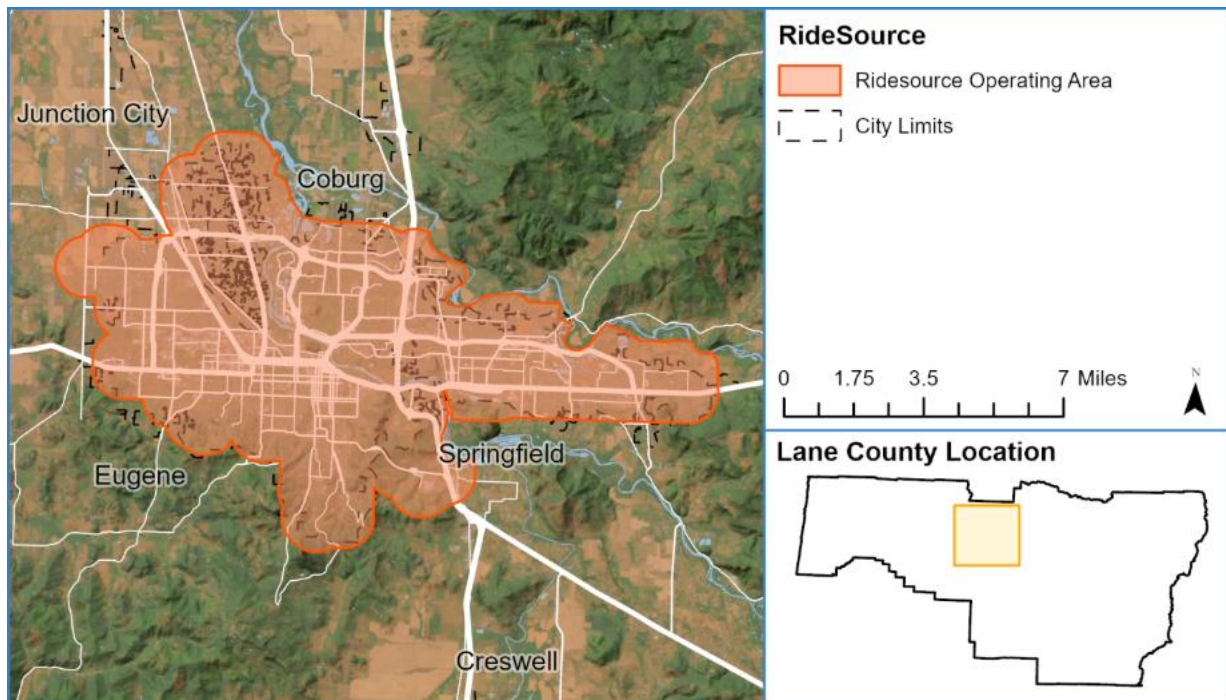 Junction City
Coburg
Eugene
Springfield
Creswell
RideSource
Ridesource Operating Area
City Limits
0 1.75 3.5 7 Miles
N
Lane County Location